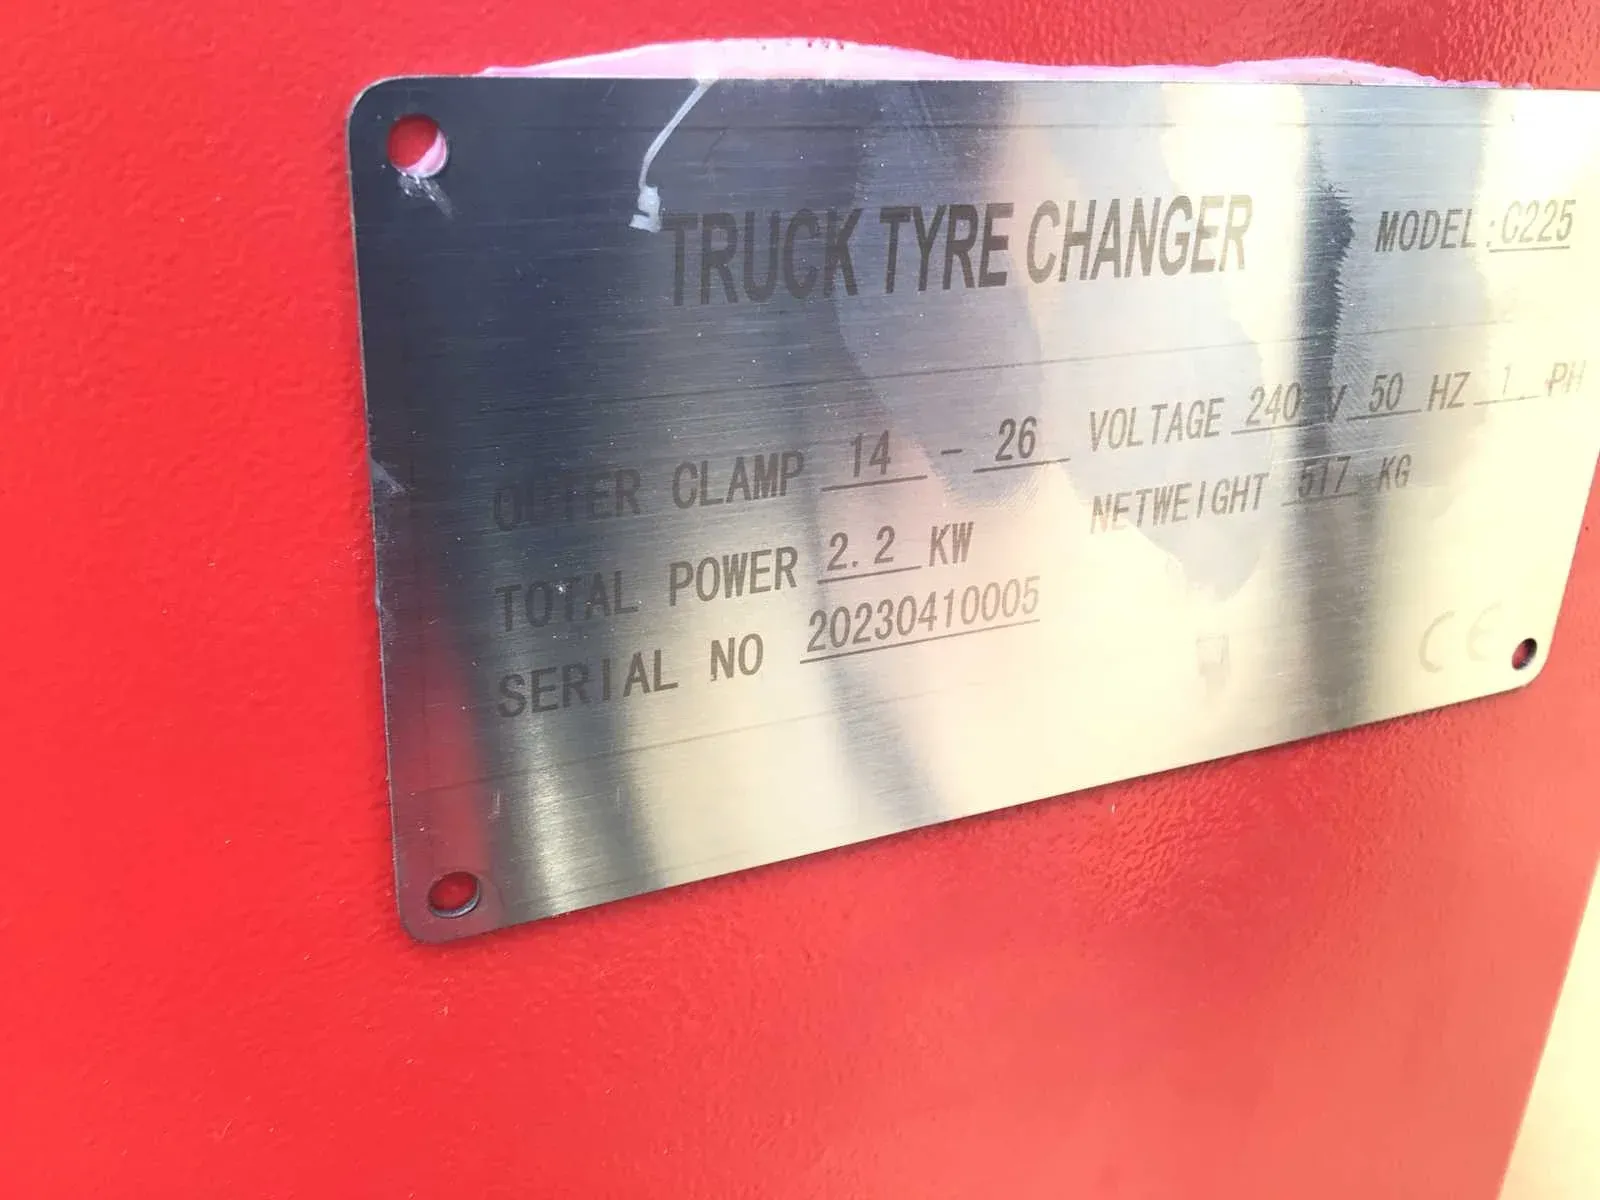 TRUCK TYRE CHANGER MODEL:C225
OUTER CLAMP 14 - 26 VOLTAGE 240 V 50 HZ 1 PH
TOTAL POWER 2.2 KW NETWEIGHT 517 KG
SERIAL NO 20230410005
CE